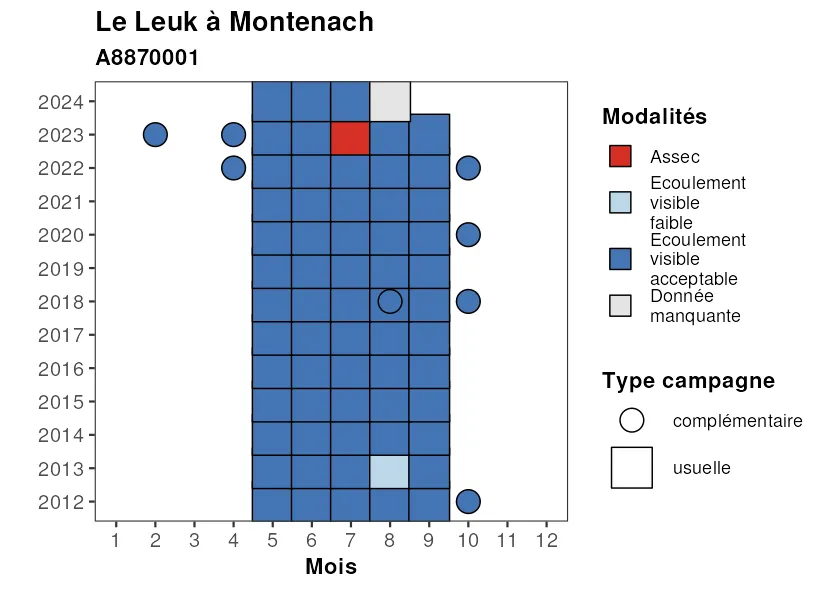 Le Leuk à Montenach
A8870001
2024
2023
2022
2021
2020
2019
2018
2017
2016
2015
2014
2013
2012
1 2 3 4 5 6 7 8 9 10 11 12
Mois
Modalités
Assec
Ecoulement
visible
faible
Ecoulement
visible
acceptable
Donnée
manquante
Type campagne
complémentaire
usuelle